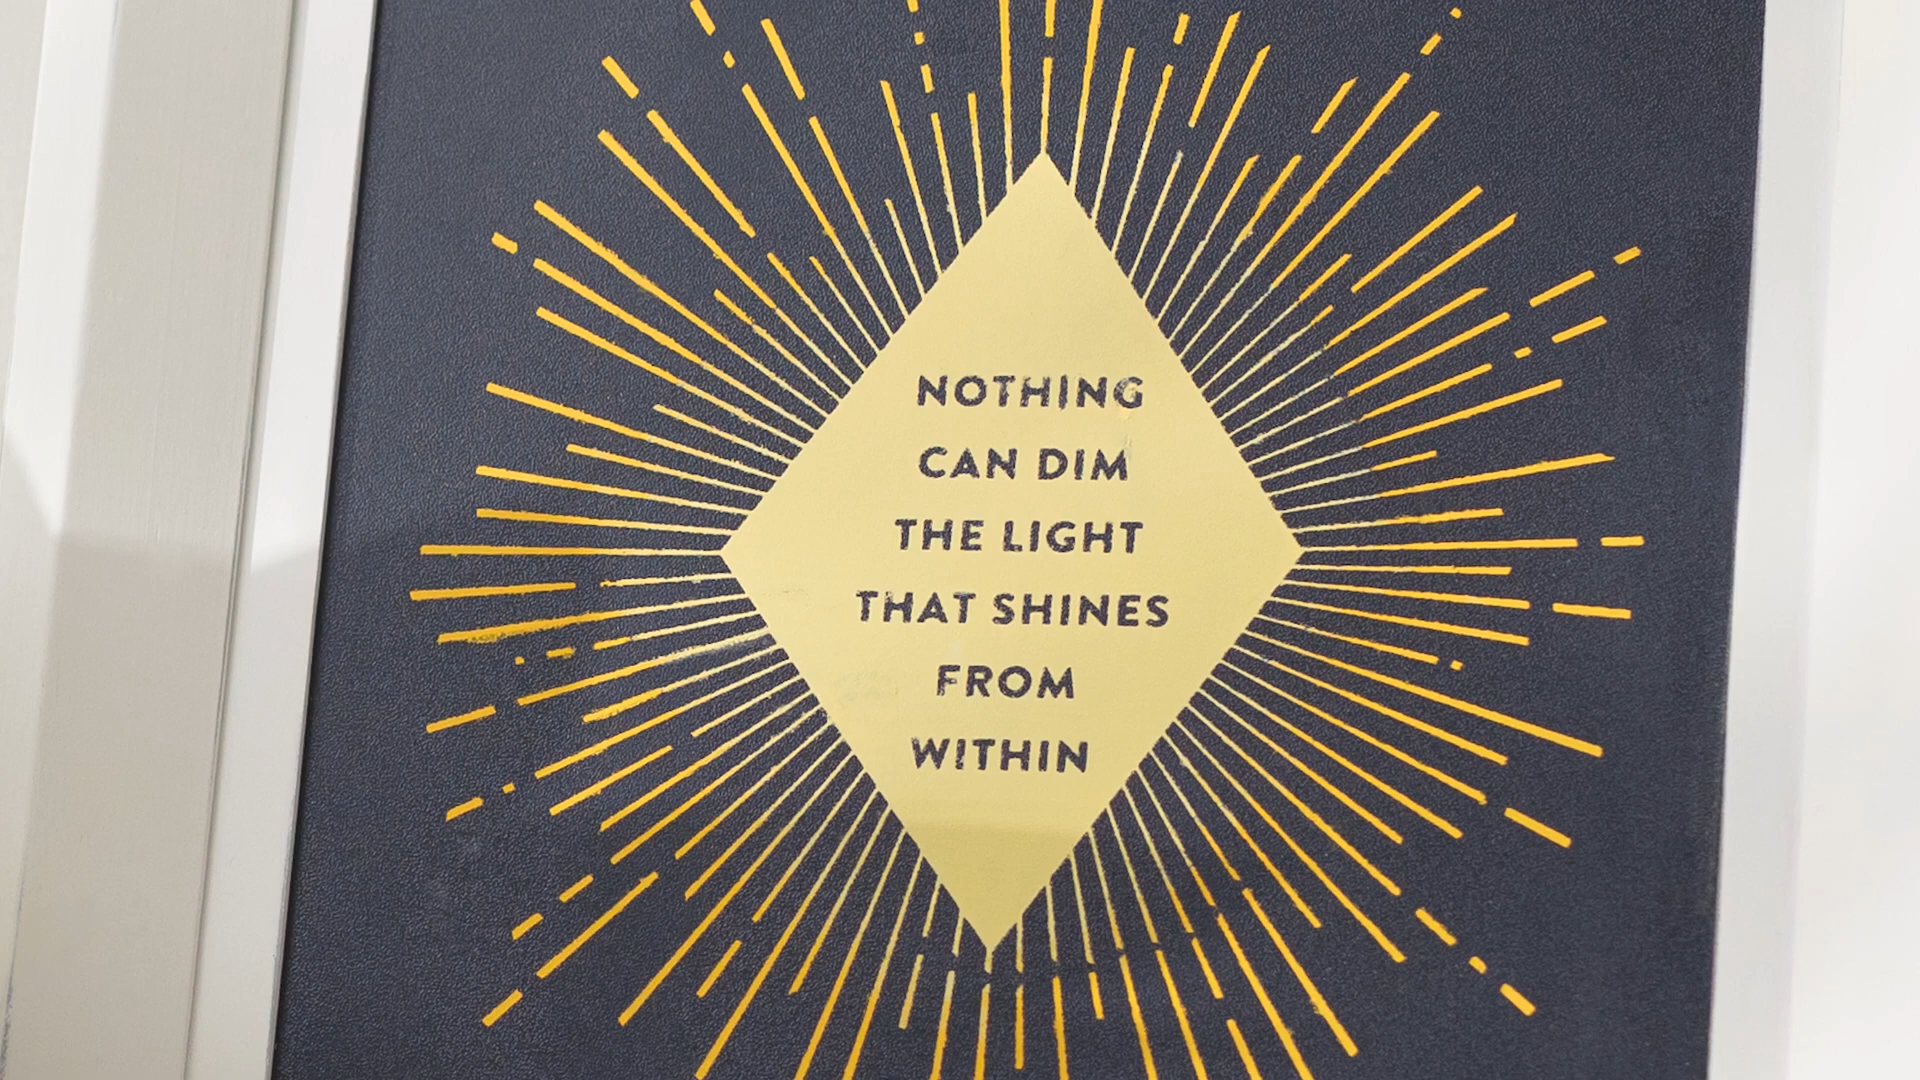 NOTHING
CAN DIM
THE LIGHT
THAT SHINES
FROM
WITHIN